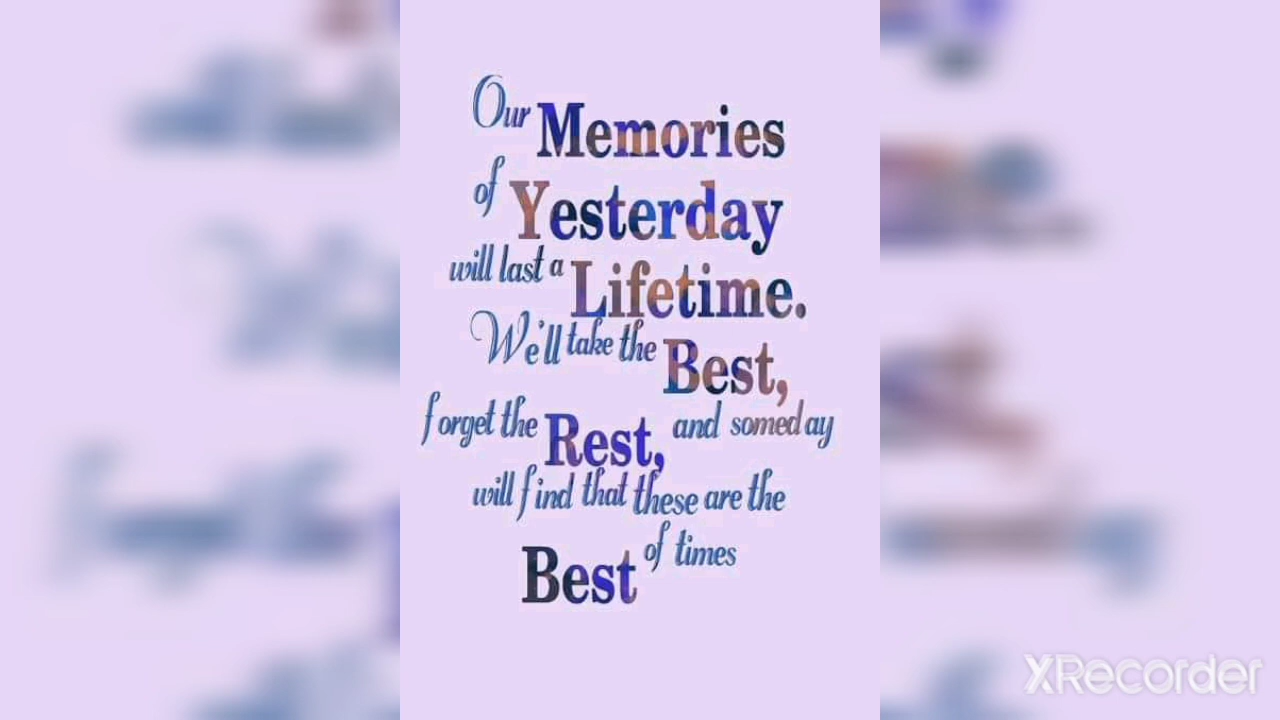 Our Memories
of Yesterday
will last a Lifetime.
We'll take the Best,
forget the Rest, and someday
will find that these are the
Best of times
XRecorder